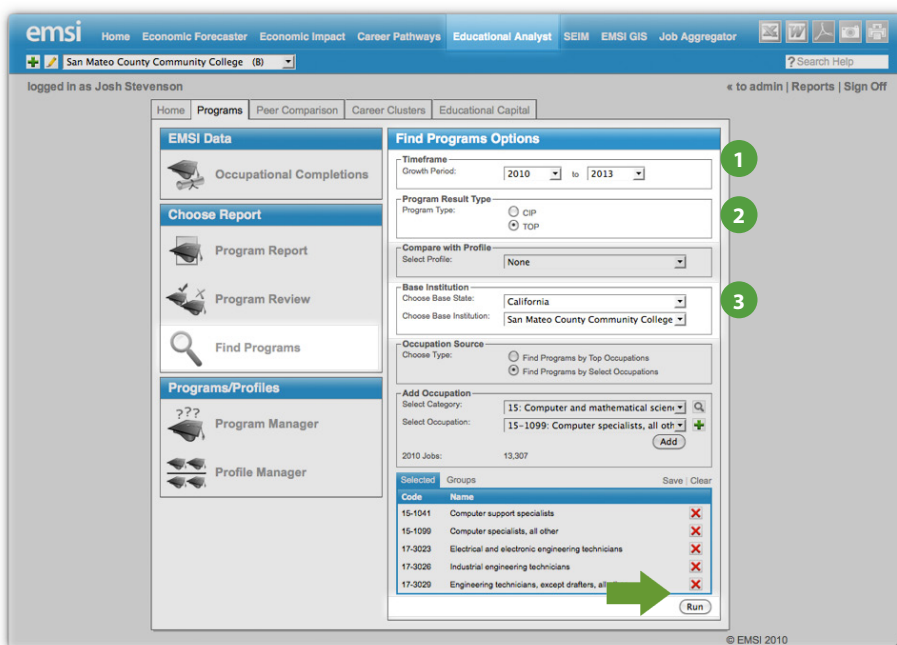 emsi
Home Economic Forecaster Economic Impact Career Pathways Educational Analyst SEIM EMSI GIS Job Aggregator
San Mateo County Community College (B)
? Search Help
logged in as Josh Stevenson
« to admin | Reports | Sign Off
Home Programs Peer Comparison Career Clusters Educational Capital
EMSI Data
Occupational Completions
Choose Report
Program Report
Program Review
Find Programs
Programs/Profiles
???
Program Manager
Profile Manager
Find Programs Options
Timeframe
Growth Period: 2010 to 2013
1
Program Result Type
Program Type: CIP
TOP
2
Compare with Profile
Select Profile: None
Base Institution
Choose Base State: California
3
Choose Base Institution: San Mateo County Community College
Occupation Source
Choose Type: Find Programs by Top Occupations
Find Programs by Select Occupations
Add Occupation
Select Category: 15: Computer and mathematical scien
Select Occupation: 15-1099: Computer specialists, all oth
Add
2010 Jobs: 13,307
Selected Groups Save | Clear
Code Name
15-1041 Computer support specialists
15-1099 Computer specialists, all other
17-3023 Electrical and electronic engineering technicians
17-3026 Industrial engineering technicians
17-3029 Engineering technicians, except drafters,
Run
© EMSI 2010